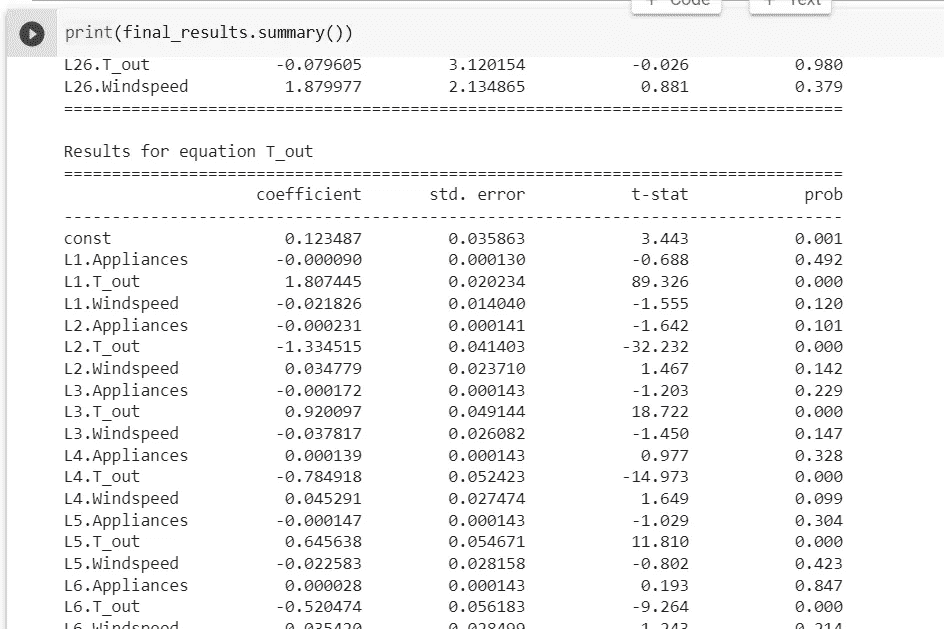 + Code + Text
print(final_results.summary())
L26.T_out -0.079605 3.120154 -0.026 0.980
L26.Windspeed 1.879977 2.134865 0.881 0.379
==================================================================================
Results for equation T_out
==================================================================================
coefficient std. error t-stat prob
----------------------------------------------------------------------------------
const 0.123487 0.035863 3.443 0.001
L1.Appliances -0.000090 0.000130 -0.688 0.492
L1.T_out 1.807445 0.020234 89.326 0.000
L1.Windspeed -0.021826 0.014040 -1.555 0.120
L2.Appliances -0.000231 0.000141 -1.642 0.101
L2.T_out -1.334515 0.041403 -32.232 0.000
L2.Windspeed 0.034779 0.023710 1.467 0.142
L3.Appliances -0.000172 0.000143 -1.203 0.229
L3.T_out 0.920097 0.049144 18.722 0.000
L3.Windspeed -0.037817 0.026082 -1.450 0.147
L4.Appliances 0.000139 0.000143 0.977 0.328
L4.T_out -0.784918 0.052423 -14.973 0.000
L4.Windspeed 0.045291 0.027474 1.649 0.099
L5.Appliances -0.000147 0.000143 -1.029 0.304
L5.T_out 0.645638 0.054671 11.810 0.000
L5.Windspeed -0.022583 0.028158 -0.802 0.423
L6.Appliances 0.000028 0.000143 0.193 0.847
L6.T_out -0.520474 0.056183 -9.264 0.000
L6.Windspeed 0.035420 0.028499 1.243 0.214